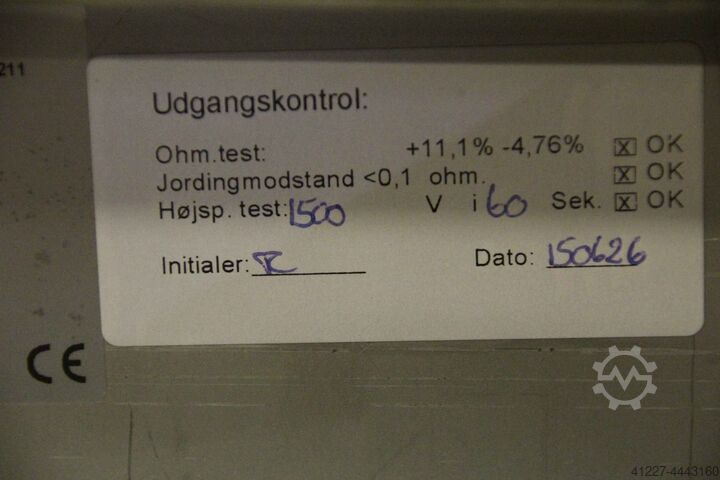 211
Udgangskontrol:
Ohm.test: +11,1% -4,76% x OK
Jordingmodstand <0,1 ohm. x OK
Højsp. test: 1500 V i 60 Sek. x OK
Initialer: Dato: 150626
CE
41227-4443160